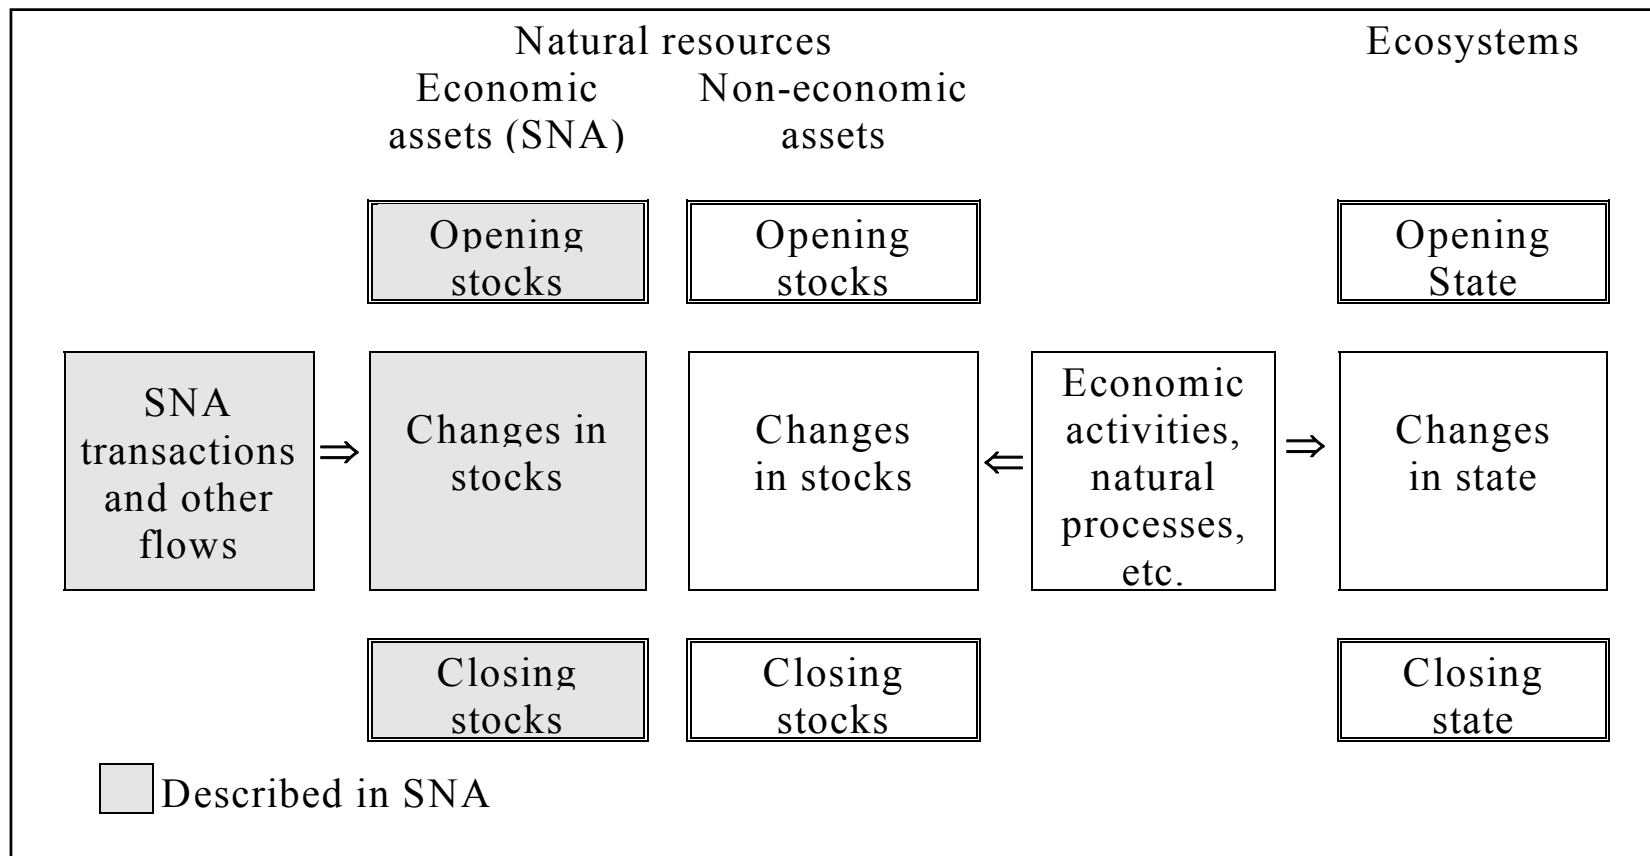 Natural resources
Ecosystems
Economic
assets (SNA)
Non-economic
assets
Opening
stocks
Opening
stocks
Opening
State
SNA
transactions
and other
flows
⇒
Changes in
stocks
Changes
in stocks
⇐
Economic
activities,
natural
processes,
etc.
⇒
Changes
in state
Closing
stocks
Closing
stocks
Closing
state
Described in SNA